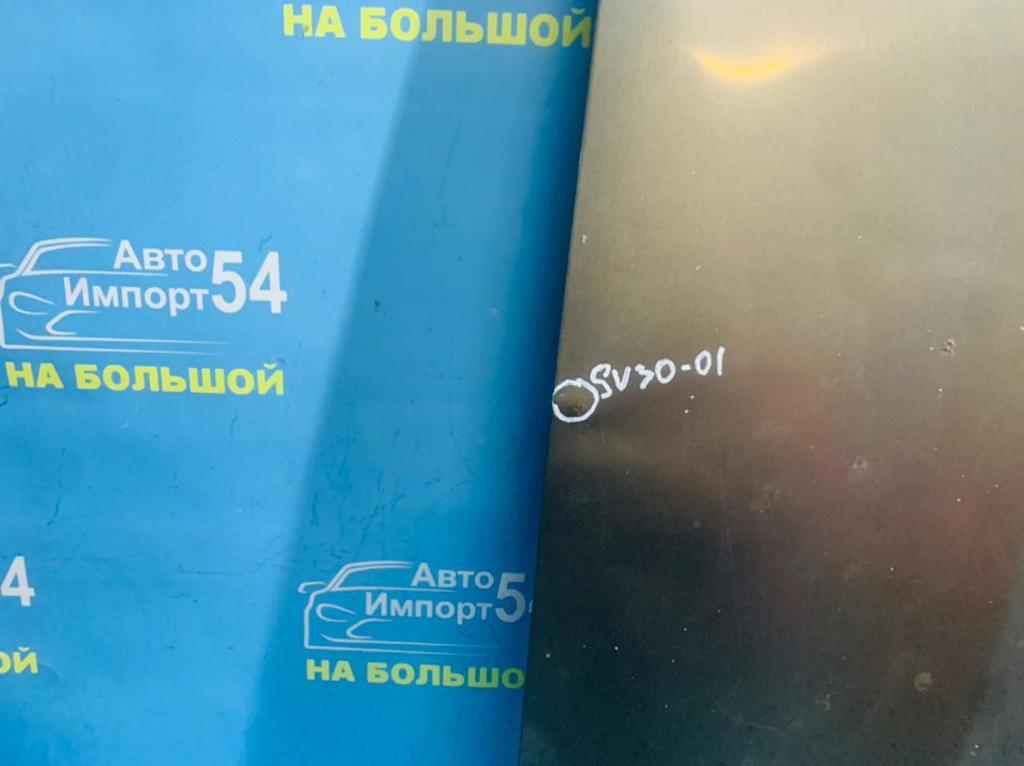 НА БОЛЬШОЙ
Авто
Импорт54
НА БОЛЬШОЙ
SV30-01
4
ОЙ
Авто
Импорт5
НА БОЛЬШО